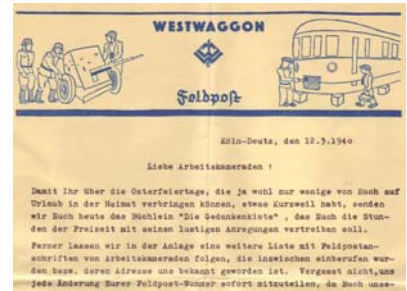 WESTWAGGON
Feldpost
Köln-Deutz, den 12.3.1940
Liebe Arbeitskameraden !
Damit Ihr über die Osterfeiertage, die ja wohl nur wenige von Euch auf
Urlaub in der Heimat verbringen können, etwas Kurzweil habt, senden
wir Euch heute das Büchlein "Die Gedankenkiste" , das Euch die Stun-
den der Freizeit mit seinen lustigen Anregungen vertreiben soll.
Ferner lassen wir in der Anlage eine weitere Liste mit Feldpostan-
schriften von Arbeitskameraden folgen, die inzwischen einberufen wur-
den bezw. deren Adresse uns bekannt geworden ist. Vergesst nicht, uns
jede Änderung Eurer Feldpost-Nummer sofort mitzuteilen, da Euch unse-